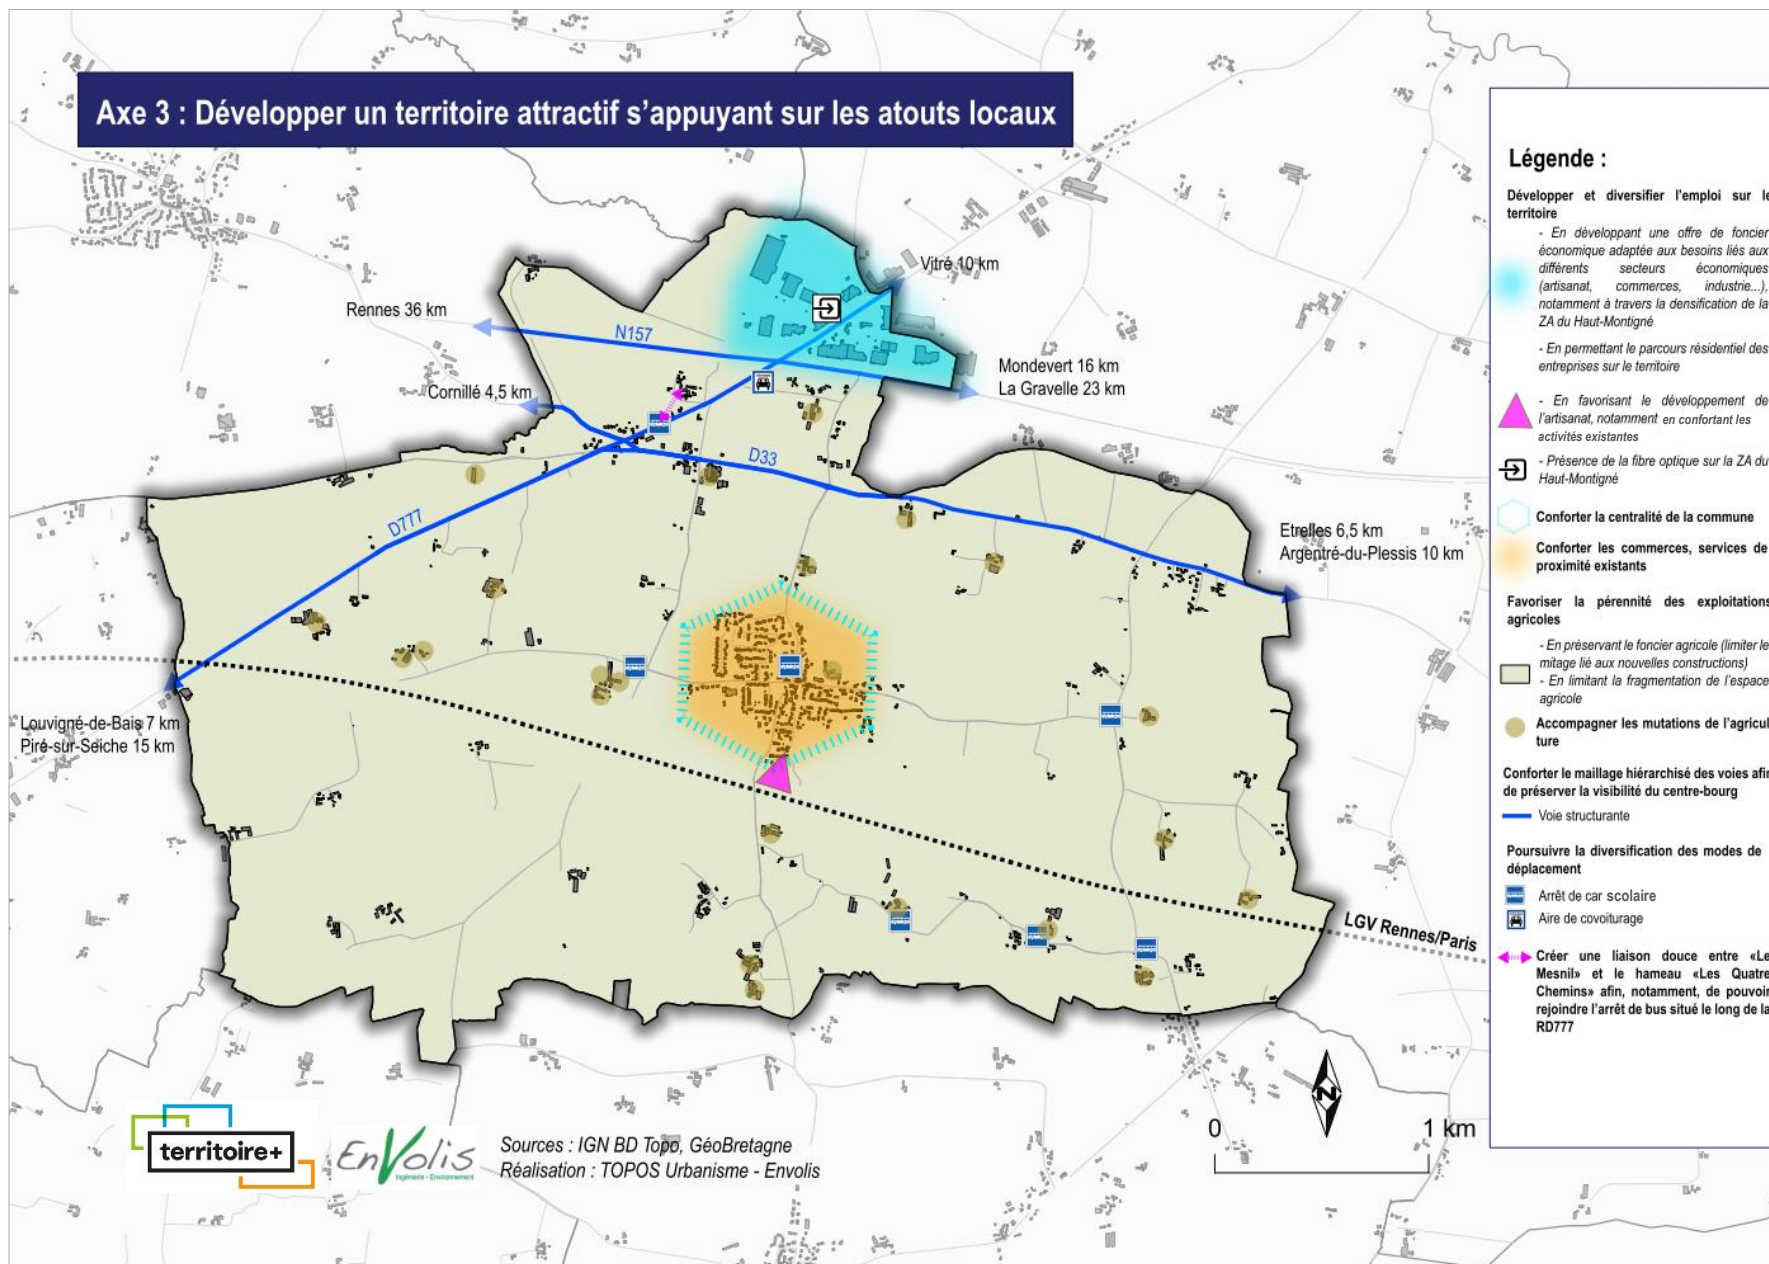 Axe 3 : Développer un territoire attractif s’appuyant sur les atouts locaux
Vitré 10 km
Rennes 36 km
N157
Mondevert 16 km
La Gravelle 23 km
Cornillé 4,5 km
D33
D777
Etrelles 6,5 km
Argentré-du-Plessis 10 km
Louvigné-de-Bais 7 km
Piré-sur-Seiche 15 km
LGV Rennes/Paris
Légende :
Développer et diversifier l’emploi sur le
territoire
- En développant une offre de foncier
économique adaptée aux besoins liés aux
différents secteurs économiques
(artisanat, commerces, industrie...),
notamment à travers la densification de la
ZA du Haut-Montigné
- En permettant le parcours résidentiel des
entreprises sur le territoire
- En favorisant le développement de
l’artisanat, notamment en confortant les
activités existantes
- Présence de la fibre optique sur la ZA du
Haut-Montigné
Conforter la centralité de la commune
Conforter les commerces, services de
proximité existants
Favoriser la pérennité des exploitations
agricoles
- En préservant le foncier agricole (limiter le
mitage lié aux nouvelles constructions)
- En limitant la fragmentation de l’espace
agricole
Accompagner les mutations de l’agricul
ture
Conforter le maillage hiérarchisé des voies afin
de préserver la visibilité du centre-bourg
Voie structurante
Poursuivre la diversification des modes de
déplacement
Arrêt de car scolaire
Aire de covoiturage
Créer une liaison douce entre «Le
Mesnil» et le hameau «Les Quatre
Chemins» afin, notamment, de pouvoir
rejoindre l’arrêt de bus situé le long de la
RD777
N
0 1 km
territoire+
EnVolis
Ingénierie - Environnement
Sources : IGN BD Topo, GéoBretagne
Réalisation : TOPOS Urbanisme - Envolis